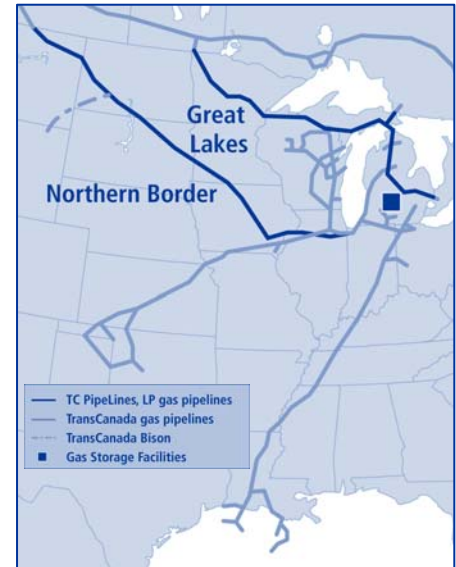 Great
Lakes
Northern Border
TC PipeLines, LP gas pipelines
TransCanada gas pipelines
TransCanada Bison
Gas Storage Facilities